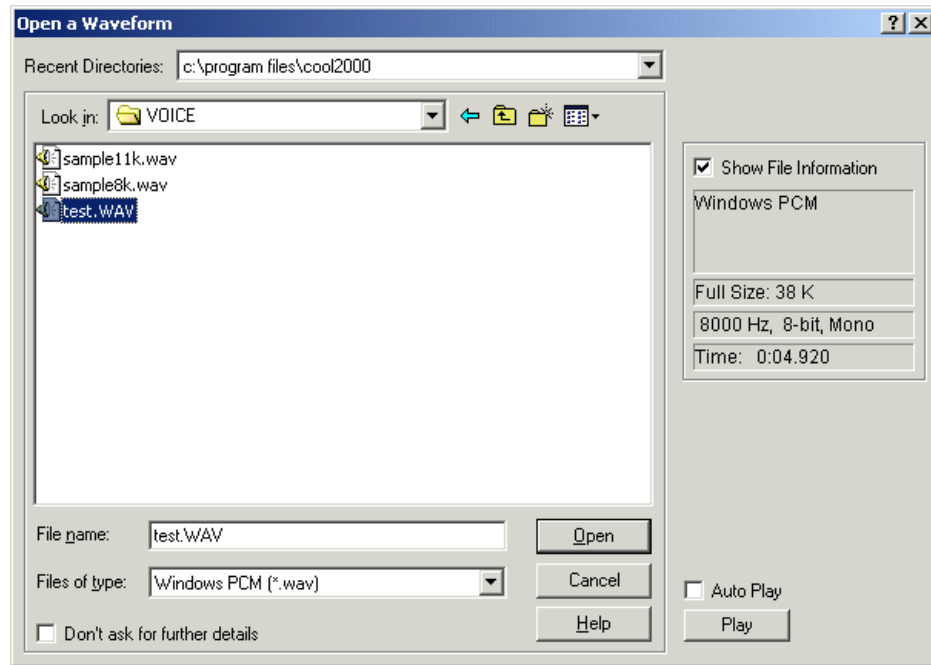 Open a Waveform
Recent Directories: c:\program files\cool2000
Look in: VOICE
sample11k.wav
sample8k.wav
test.WAV
File name: test.WAV
Open
Files of type: Windows PCM (*.wav)
Cancel
Don't ask for further details
Help
Show File Information
Windows PCM
Full Size: 38 K
8000 Hz, 8-bit, Mono
Time: 0:04.920
Auto Play
Play